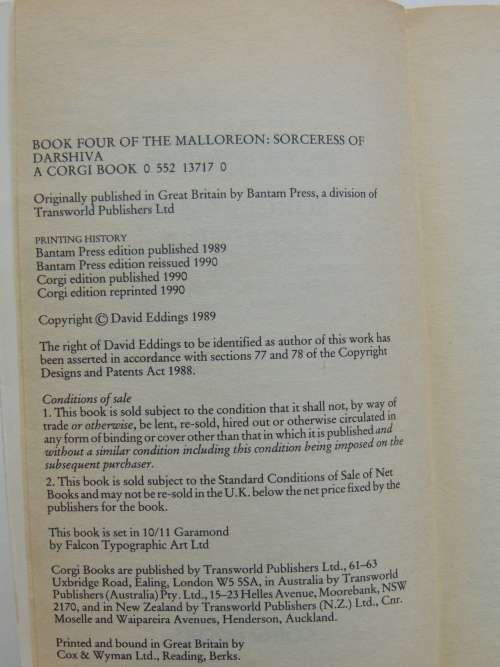 BOOK FOUR OF THE MALLOREON: SORCERESS OF
DARSHIVA
A CORGI BOOK 0 552 13717 0
Originally published in Great Britain by Bantam Press, a division of
Transworld Publishers Ltd
PRINTING HISTORY
Bantam Press edition published 1989
Bantam Press edition reissued 1990
Corgi edition published 1990
Corgi edition reprinted 1990
Copyright © David Eddings 1989
The right of David Eddings to be identified as author of this work has
been asserted in accordance with sections 77 and 78 of the Copyright
Designs and Patents Act 1988.
Conditions of sale
1. This book is sold subject to the condition that it shall not, by way of
trade or otherwise, be lent, re-sold, hired out or otherwise circulated in
any form of binding or cover other than that in which it is published and
without a similar condition including this condition being imposed on the
subsequent purchaser.
2. This book is sold subject to the Standard Conditions of Sale of Net
Books and may not be re-sold in the U.K. below the net price fixed by the
publishers for the book.
This book is set in 10/11 Garamond
by Falcon Typographic Art Ltd
Corgi Books are published by Transworld Publishers Ltd., 61–63
Uxbridge Road, Ealing, London W5 5SA, in Australia by Transworld
Publishers (Australia) Pty. Ltd., 15–23 Helles Avenue, Moorebank, NSW
2170, and in New Zealand by Transworld Publishers (N.Z.) Ltd., Cnr.
Moselle and Waipareira Avenues, Henderson, Auckland.
Printed and bound in Great Britain by
Cox & Wyman Ltd., Reading, Berks.